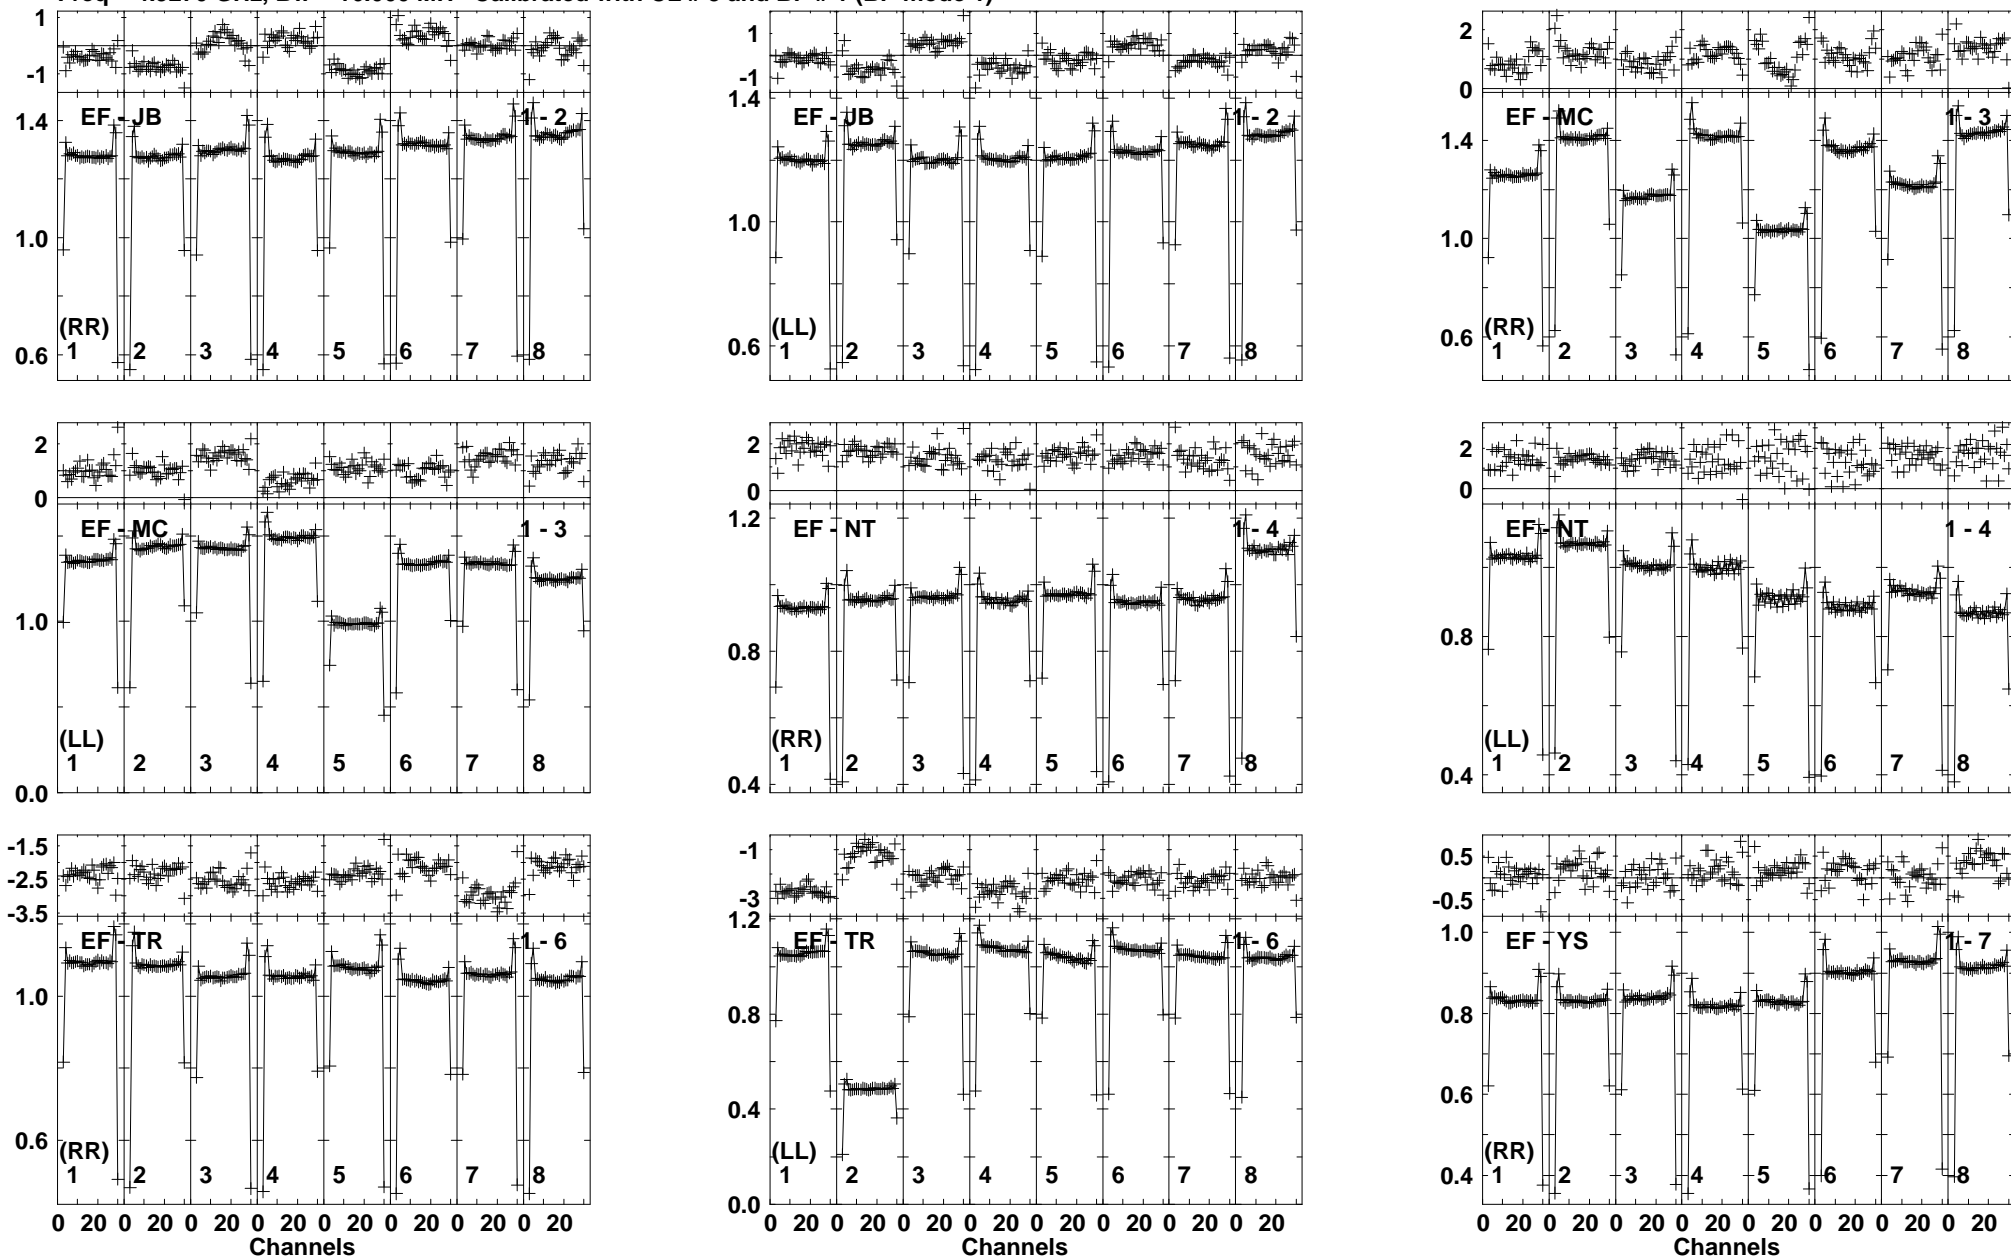 1 1 2
-1 -1 0
1.4 EF - JB 1 - 2 1.4 EF - JB 1 - 2 1.4 EF - MC 1 - 3
1.0 1.0 1.0
0.6 (RR) 1 2 3 4 5 6 7 8 0.6 (LL) 1 2 3 4 5 6 7 8 0.6 (RR) 1 2 3 4 5 6 7 8
2 2 2
0 0 0
EF - MC 1 - 3 1.2 EF - NT 1 - 4 EF - NT 1 - 4
1.0 0.8 0.8
(LL) 1 2 3 4 5 6 7 8 (RR) 1 2 3 4 5 6 7 8 (LL) 1 2 3 4 5 6 7 8
0.0 0.4 0.4
-1.5 -1 0.5
-2.5
-3.5 -3 -0.5
EF - TR 1 - 6 1.2 EF - TR 1 - 6 1.0 EF - YS 1 - 7
1.0 0.8 0.8
0.6 0.4 0.6
(RR) 1 2 3 4 5 6 7 8 (LL) 1 2 3 4 5 6 7 8 (RR) 1 2 3 4 5 6 7 8
0.0 0.4
0 20 0 20 0 20 0 20 0 20 0 20 0 20 0 20 0 20 0 20 0 20 0 20 0 20 0 20 0 20 0 20 0 20 0 20 0 20 0 20 0 20 0 20 0 20 0 20
Channels Channels Channels